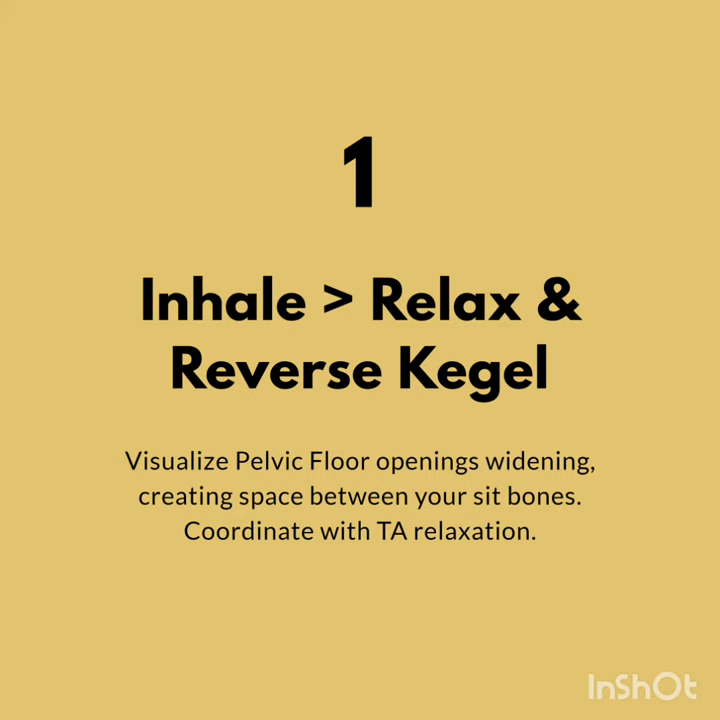 1
Inhale > Relax &
Reverse Kegel
Visualize Pelvic Floor openings widening,
creating space between your sit bones.
Coordinate with TA relaxation.
InShOt